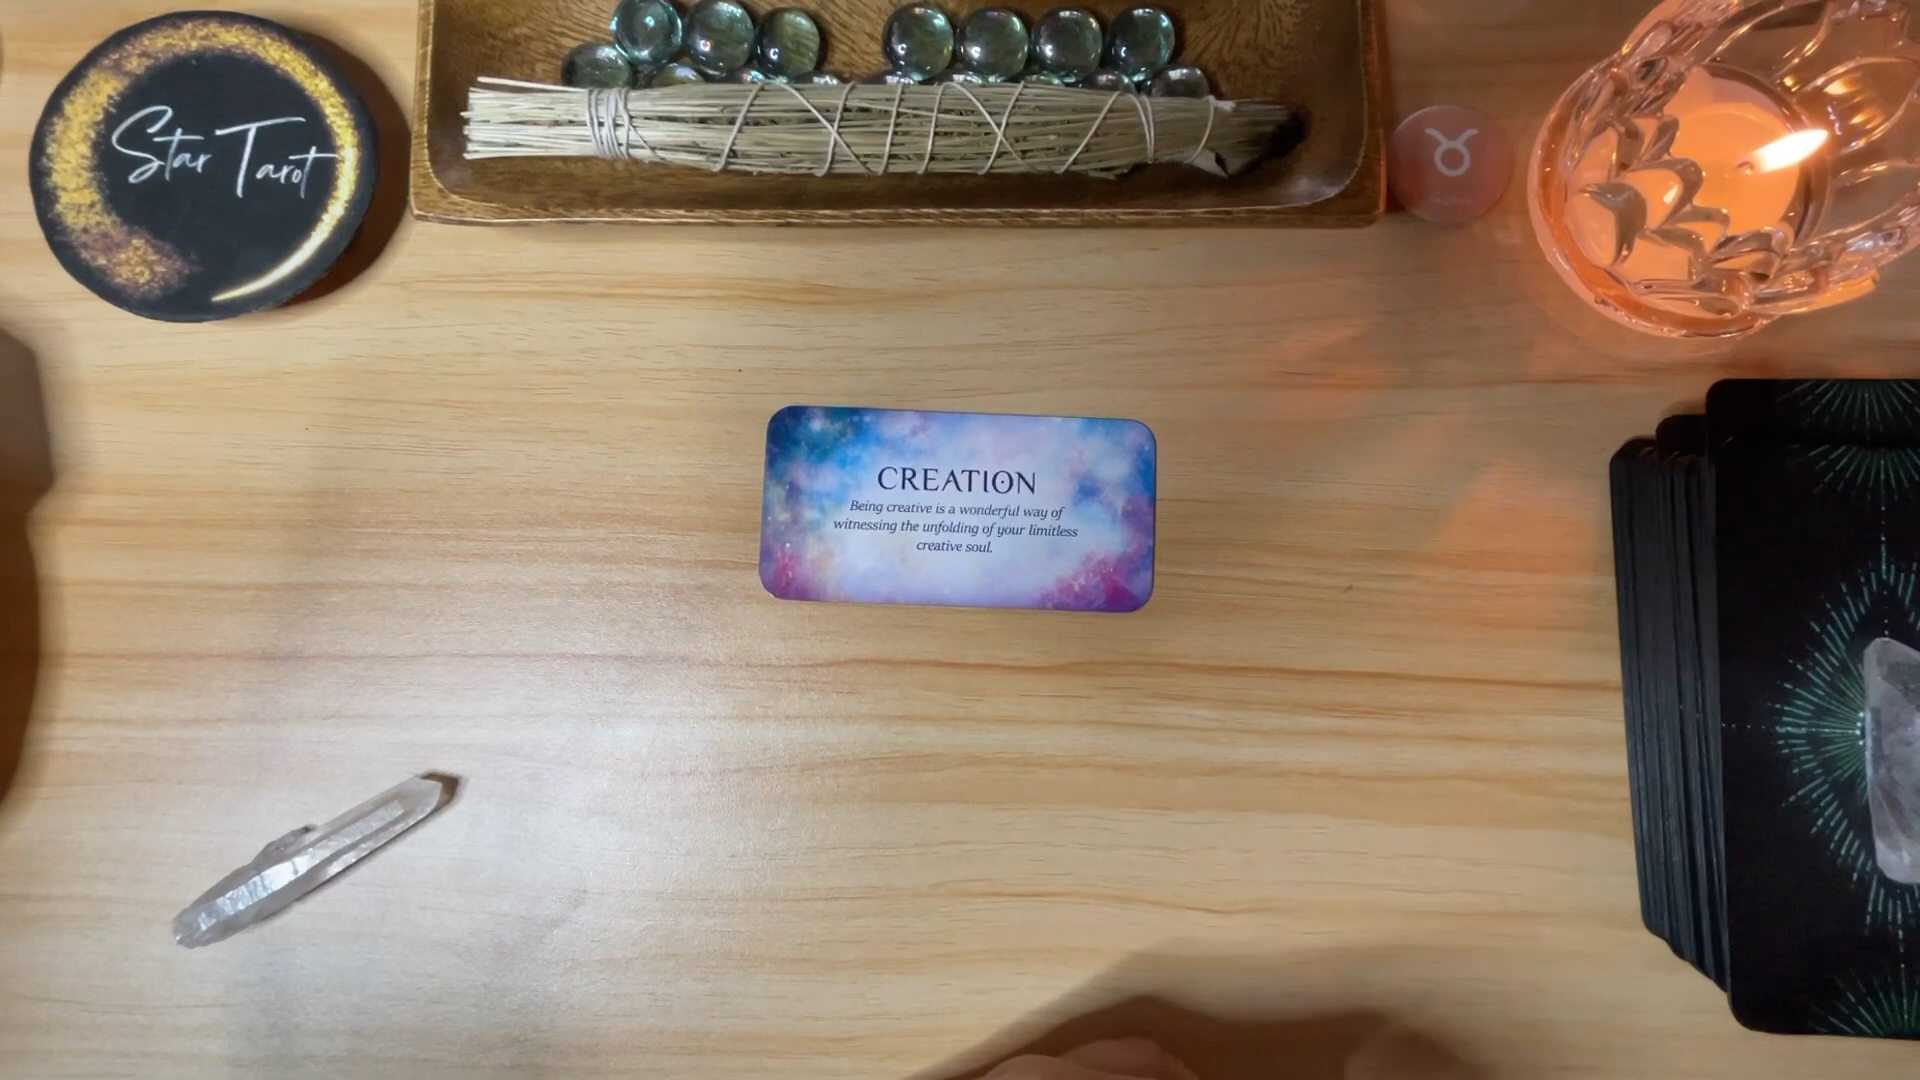 Star Tarot
CREATION
Being creative is a wonderful way of
witnessing the unfolding of your limitless
creative soul.